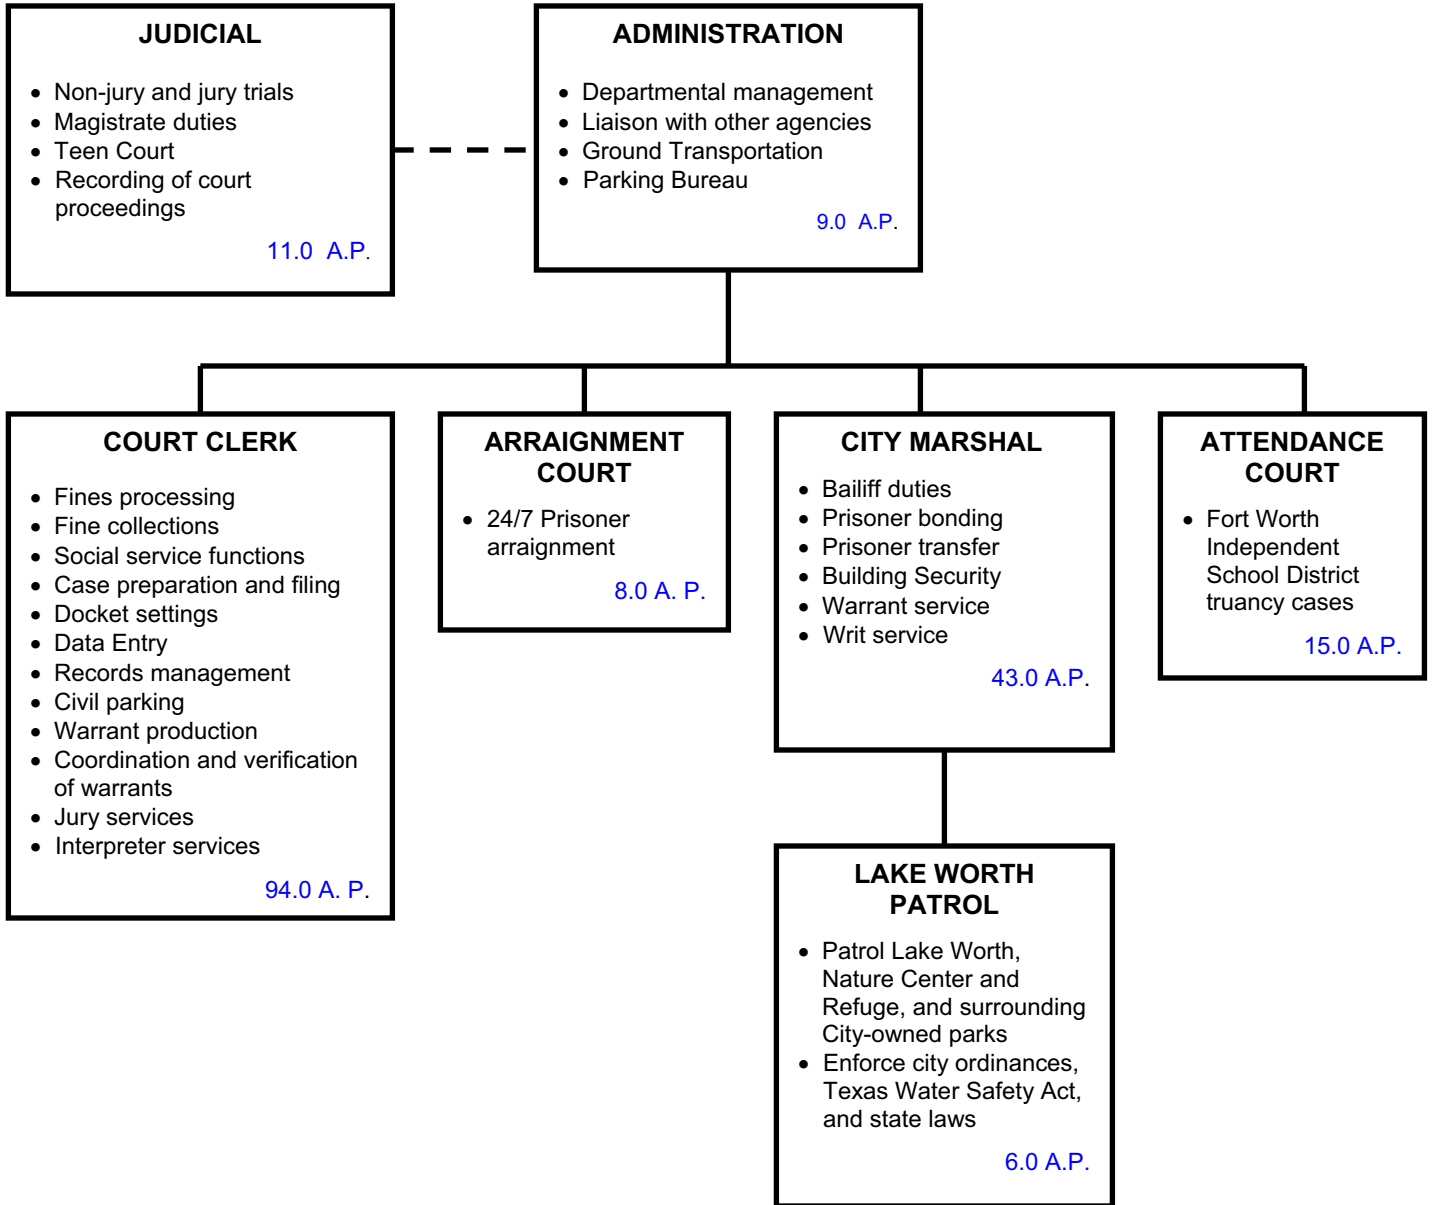 JUDICIAL
• Non-jury and jury trials
• Magistrate duties
• Teen Court
• Recording of court
proceedings
11.0 A.P.
ADMINISTRATION
• Departmental management
• Liaison with other agencies
• Ground Transportation
• Parking Bureau
9.0 A.P.
COURT CLERK
• Fines processing
• Fine collections
• Social service functions
• Case preparation and filing
• Docket settings
• Data Entry
• Records management
• Civil parking
• Warrant production
• Coordination and verification
of warrants
• Jury services
• Interpreter services
94.0 A. P.
ARRAIGNMENT
COURT
• 24/7 Prisoner
arraignment
8.0 A. P.
CITY MARSHAL
• Bailiff duties
• Prisoner bonding
• Prisoner transfer
• Building Security
• Warrant service
• Writ service
43.0 A.P.
ATTENDANCE
COURT
• Fort Worth
Independent
School District
truancy cases
15.0 A.P.
LAKE WORTH
PATROL
• Patrol Lake Worth,
Nature Center and
Refuge, and surrounding
City-owned parks
• Enforce city ordinances,
Texas Water Safety Act,
and state laws
6.0 A.P.